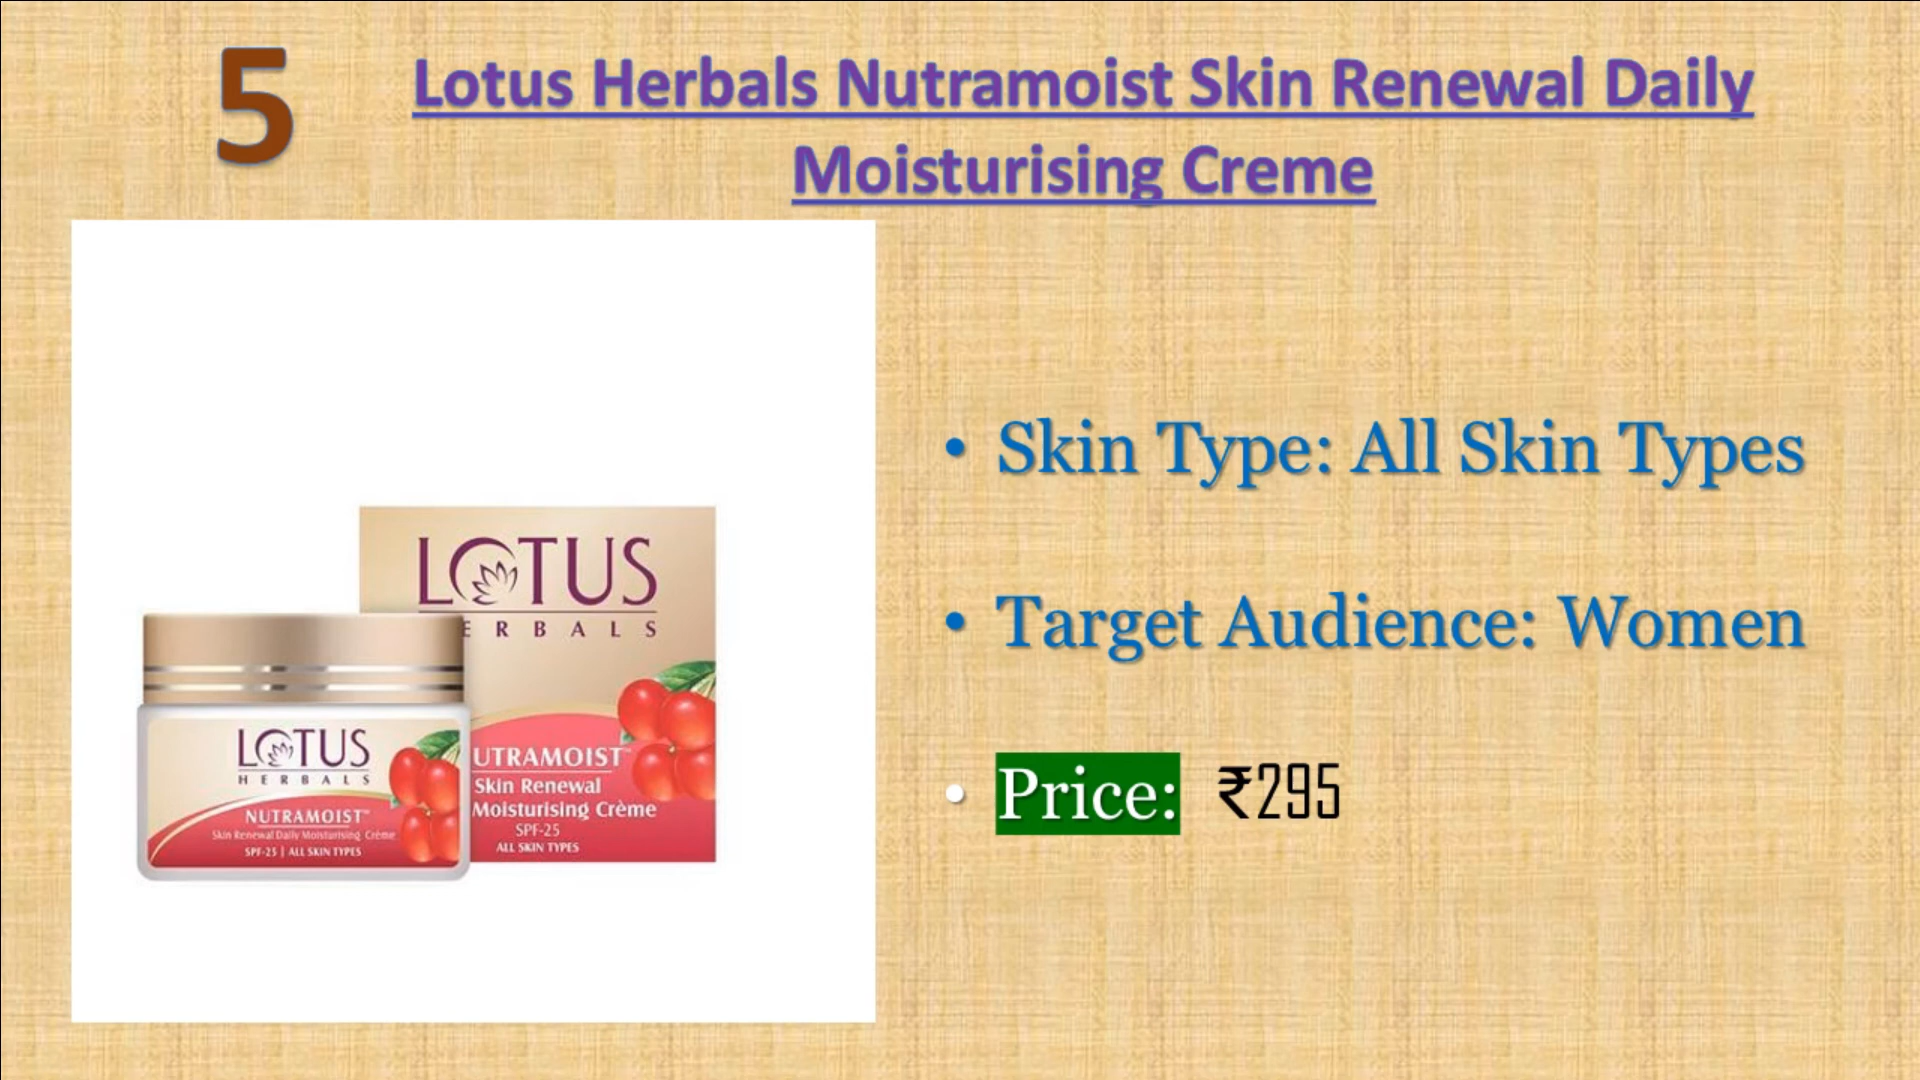 5
Lotus Herbals Nutramoist Skin Renewal Daily
Moisturising Creme
• Skin Type: All Skin Types
• Target Audience: Women
• Price: ₹295
LOTUS
ERBALS
UTRAMOIST™
Skin Renewal
Moisturising Crème
SPF-25
ALL SKIN TYPES
LOTUS
HERBALS
NUTRAMOIST™
Skin Renewal Daily Moisturising Crème
SPF-25 | ALL SKIN TYPES